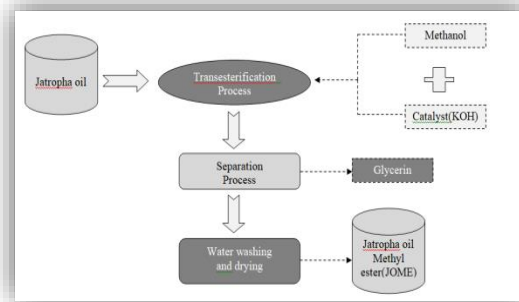 Methanol
Jatropha oil
Transesterification
Process
Catalyst(KOH)
Separation
Process
Glycerin
Water washing
and drying
Jatropha oil
Methyl
ester(JOME)